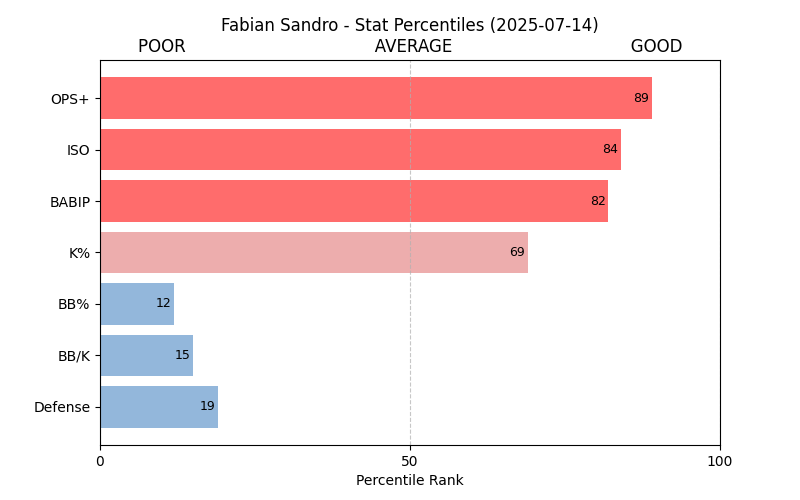 Fabian Sandro - Stat Percentiles (2025-07-14)
POOR AVERAGE GOOD
OPS+ 89
ISO 84
BABIP 82
K% 69
BB% 12
BB/K 15
Defense 19
0 50 100
Percentile Rank